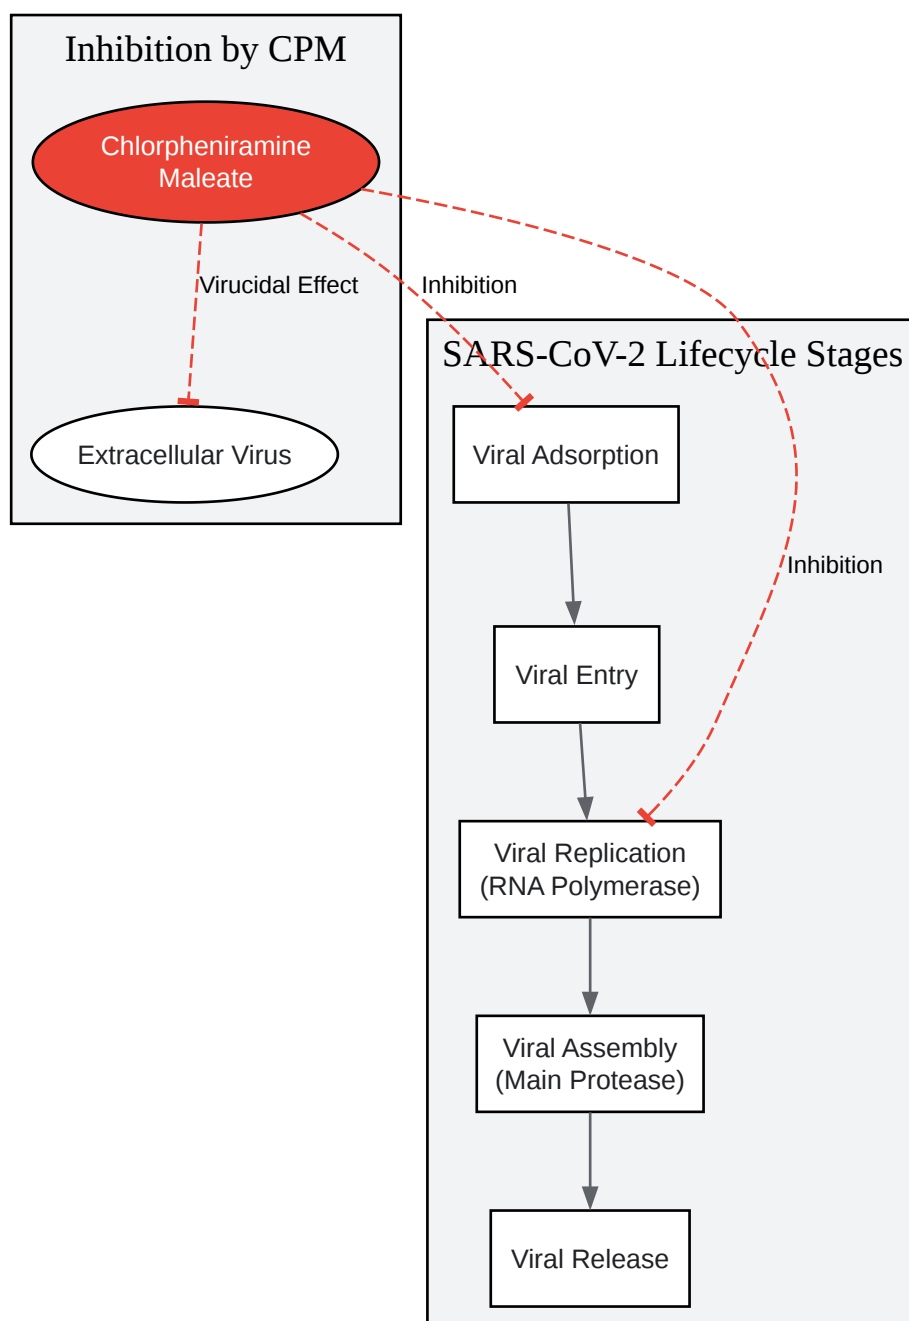 Inhibition by CPM
Chlorpheniramine
Maleate
Virucidal Effect
Inhibition
Extracellular Virus
SARS-CoV-2 Lifecycle Stages
Viral Adsorption
Inhibition
Viral Entry
Viral Replication
(RNA Polymerase)
Viral Assembly
(Main Protease)
Viral Release